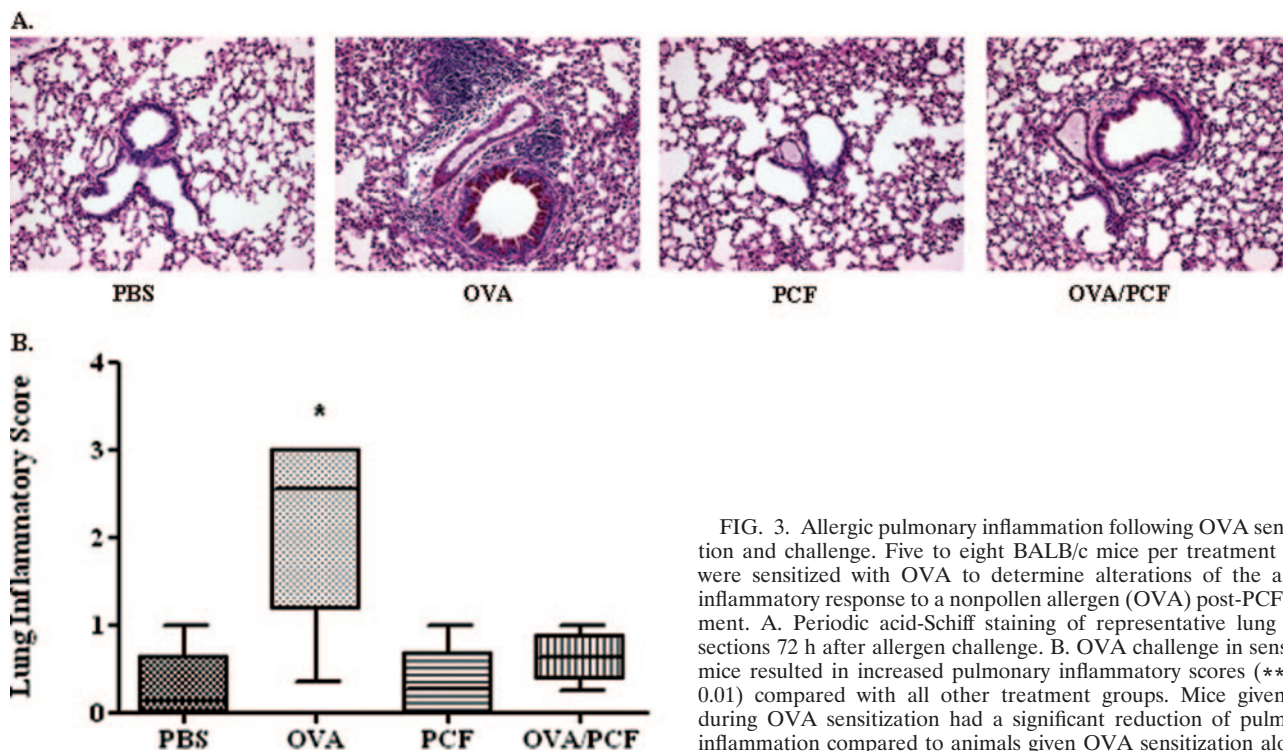 A.
PBS
OVA
PCF
OVA/PCF
B.
Lung Inflammatory Score
4
3
2
1
0
*
PBS
OVA
PCF
OVA/PCF
FIG. 3. Allergic pulmonary inflammation following OVA sen
tion and challenge. Five to eight BALB/c mice per treatment
were sensitized with OVA to determine alterations of the al
inflammatory response to a nonpollen allergen (OVA) post-PCF
ment. A. Periodic acid-Schiff staining of representative lung
sections 72 h after allergen challenge. B. OVA challenge in sens
mice resulted in increased pulmonary inflammatory scores (**
0.01) compared with all other treatment groups. Mice given
during OVA sensitization had a significant reduction of pulm
inflammation compared to animals given OVA sensitization alo